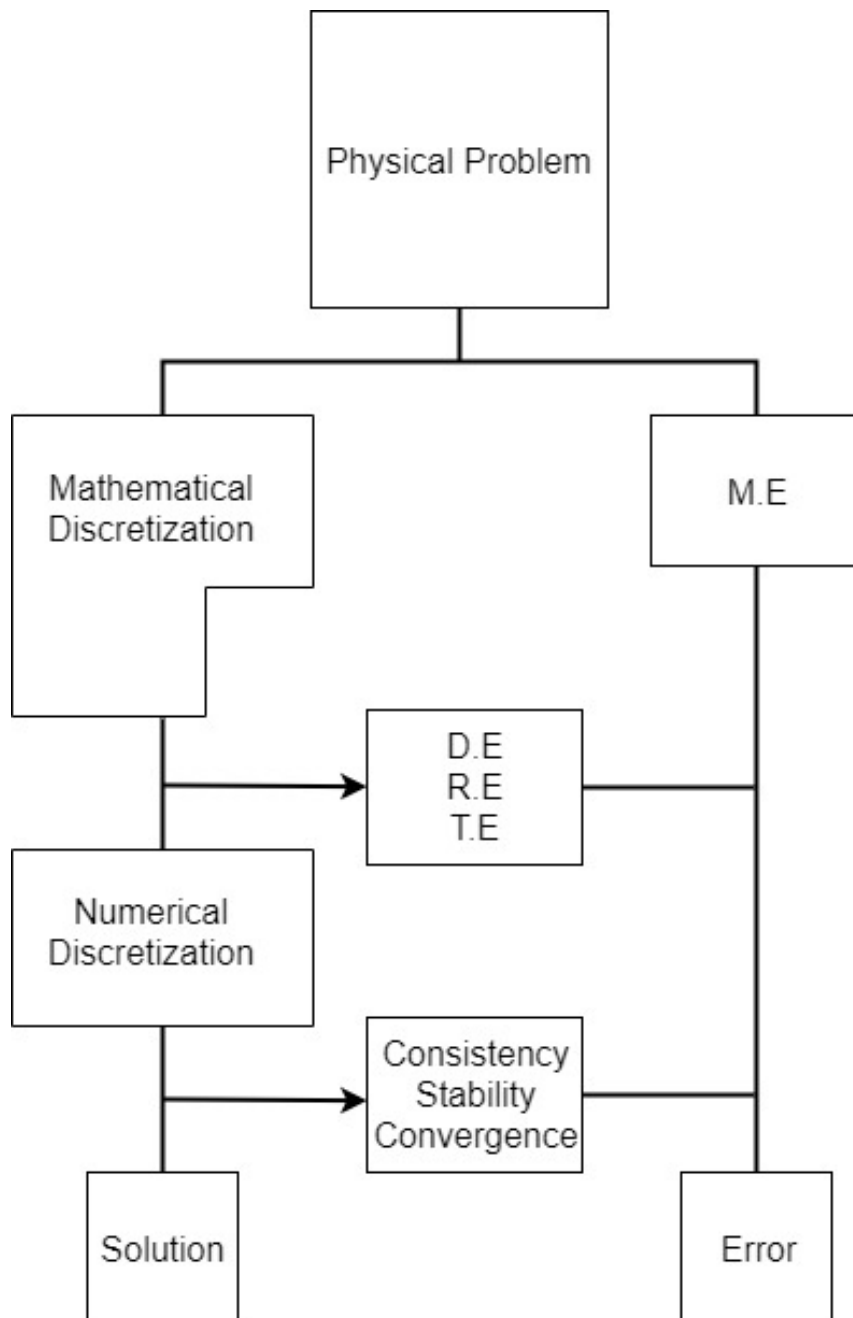 Physical Problem
Mathematical
Discretization
M.E
D.E
R.E
T.E
Numerical
Discretization
Consistency
Stability
Convergence
Solution
Error